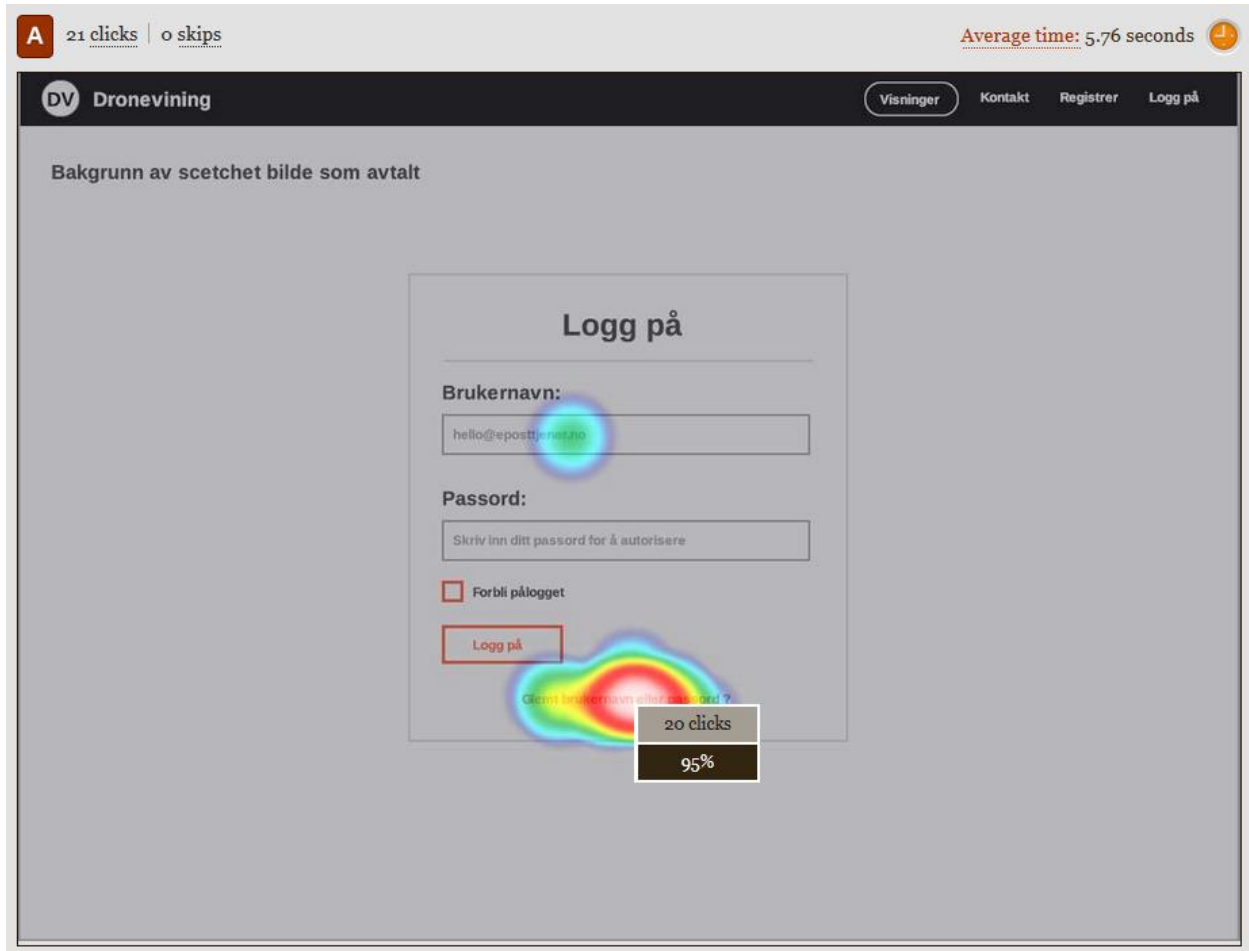 A 21 clicks 0 skips Average time: 5.76 seconds
DV Dronevining Visninger Kontakt Registrer Logg på
Bakgrunn av scetchet bilde som avtalt
Logg på
Brukernavn:
hello@eposttjener.no
Passord:
Skriv inn ditt passord for å autorisere
Forbli pålogget
Logg på
Glemt brukernavn eller passord ?
20 clicks
95%